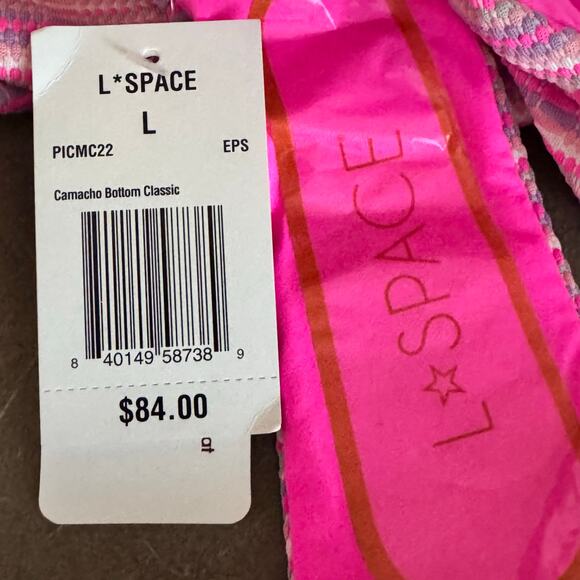 L*SPACE
L
PICMC22 EPS
Camacho Bottom Classic
8 40149 58738 9
$84.00
L☆SPACE